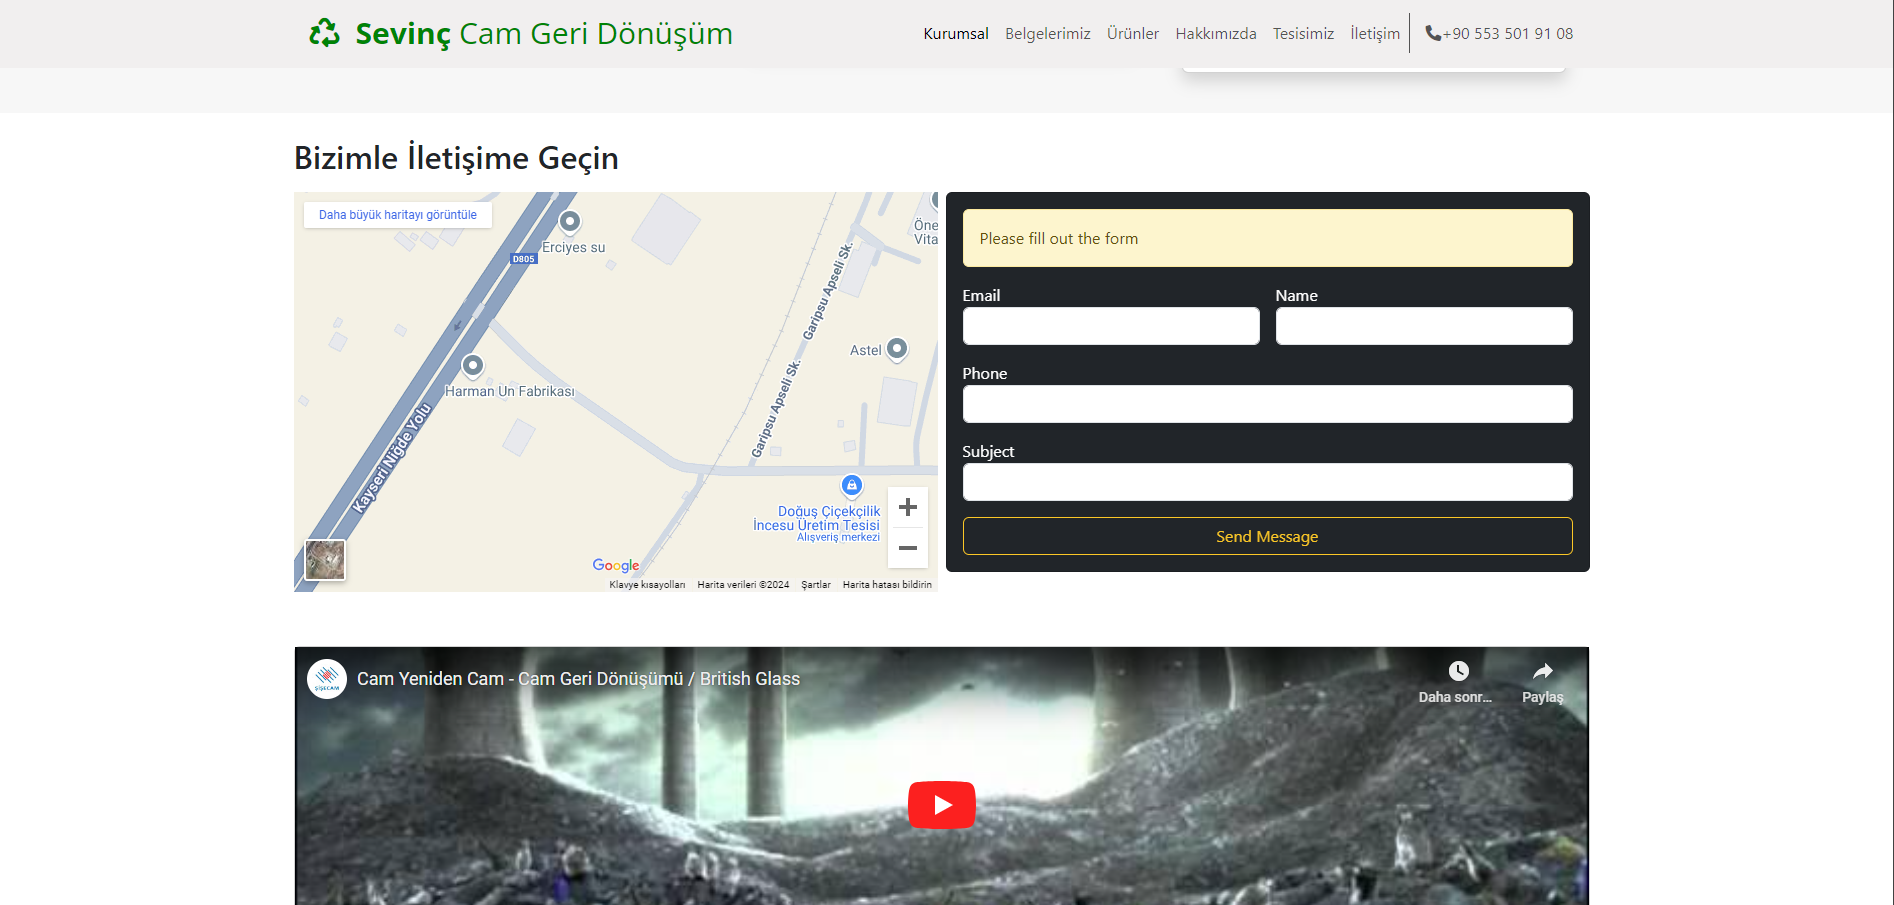 Sevinç Cam Geri Dönüşüm
Kurumsal Belgelerimiz Ürünler Hakkımızda Tesisimiz İletişim +90 553 501 91 08
Bizimle İletişime Geçin
Daha büyük haritayı görüntüle
Erciyes su
D805
Öne
Vita
Garipsu Apseli Sk.
Astel
Harman Un Fabrikası
Garipsu Apseli Sk.
Kayseri Niğde Yolu
Doğuş Çiçekçilik
İncesu Üretim Tesisi
Alışveriş merkezi
Google
Klavye kısayolları Harita verileri ©2024 Şartlar Harita hatası bildirin
Please fill out the form
Email Name
Phone
Subject
Send Message
ŞİŞECAM
Cam Yeniden Cam - Cam Geri Dönüşümü / British Glass
Daha sonr... Paylaş